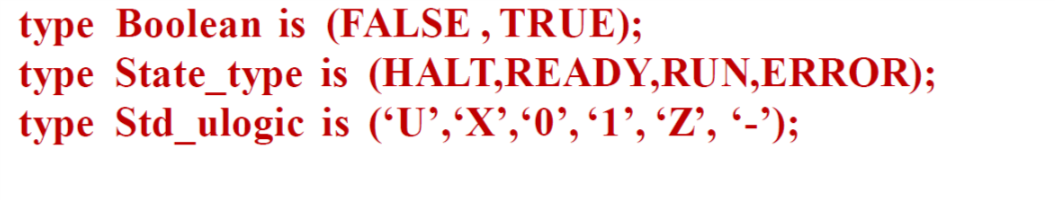 type Boolean is (FALSE , TRUE);
type State_type is (HALT,READY,RUN,ERROR);
type Std_ulogic is (‘U’,‘X’,‘0’, ‘1’, ‘Z’, ‘-’);